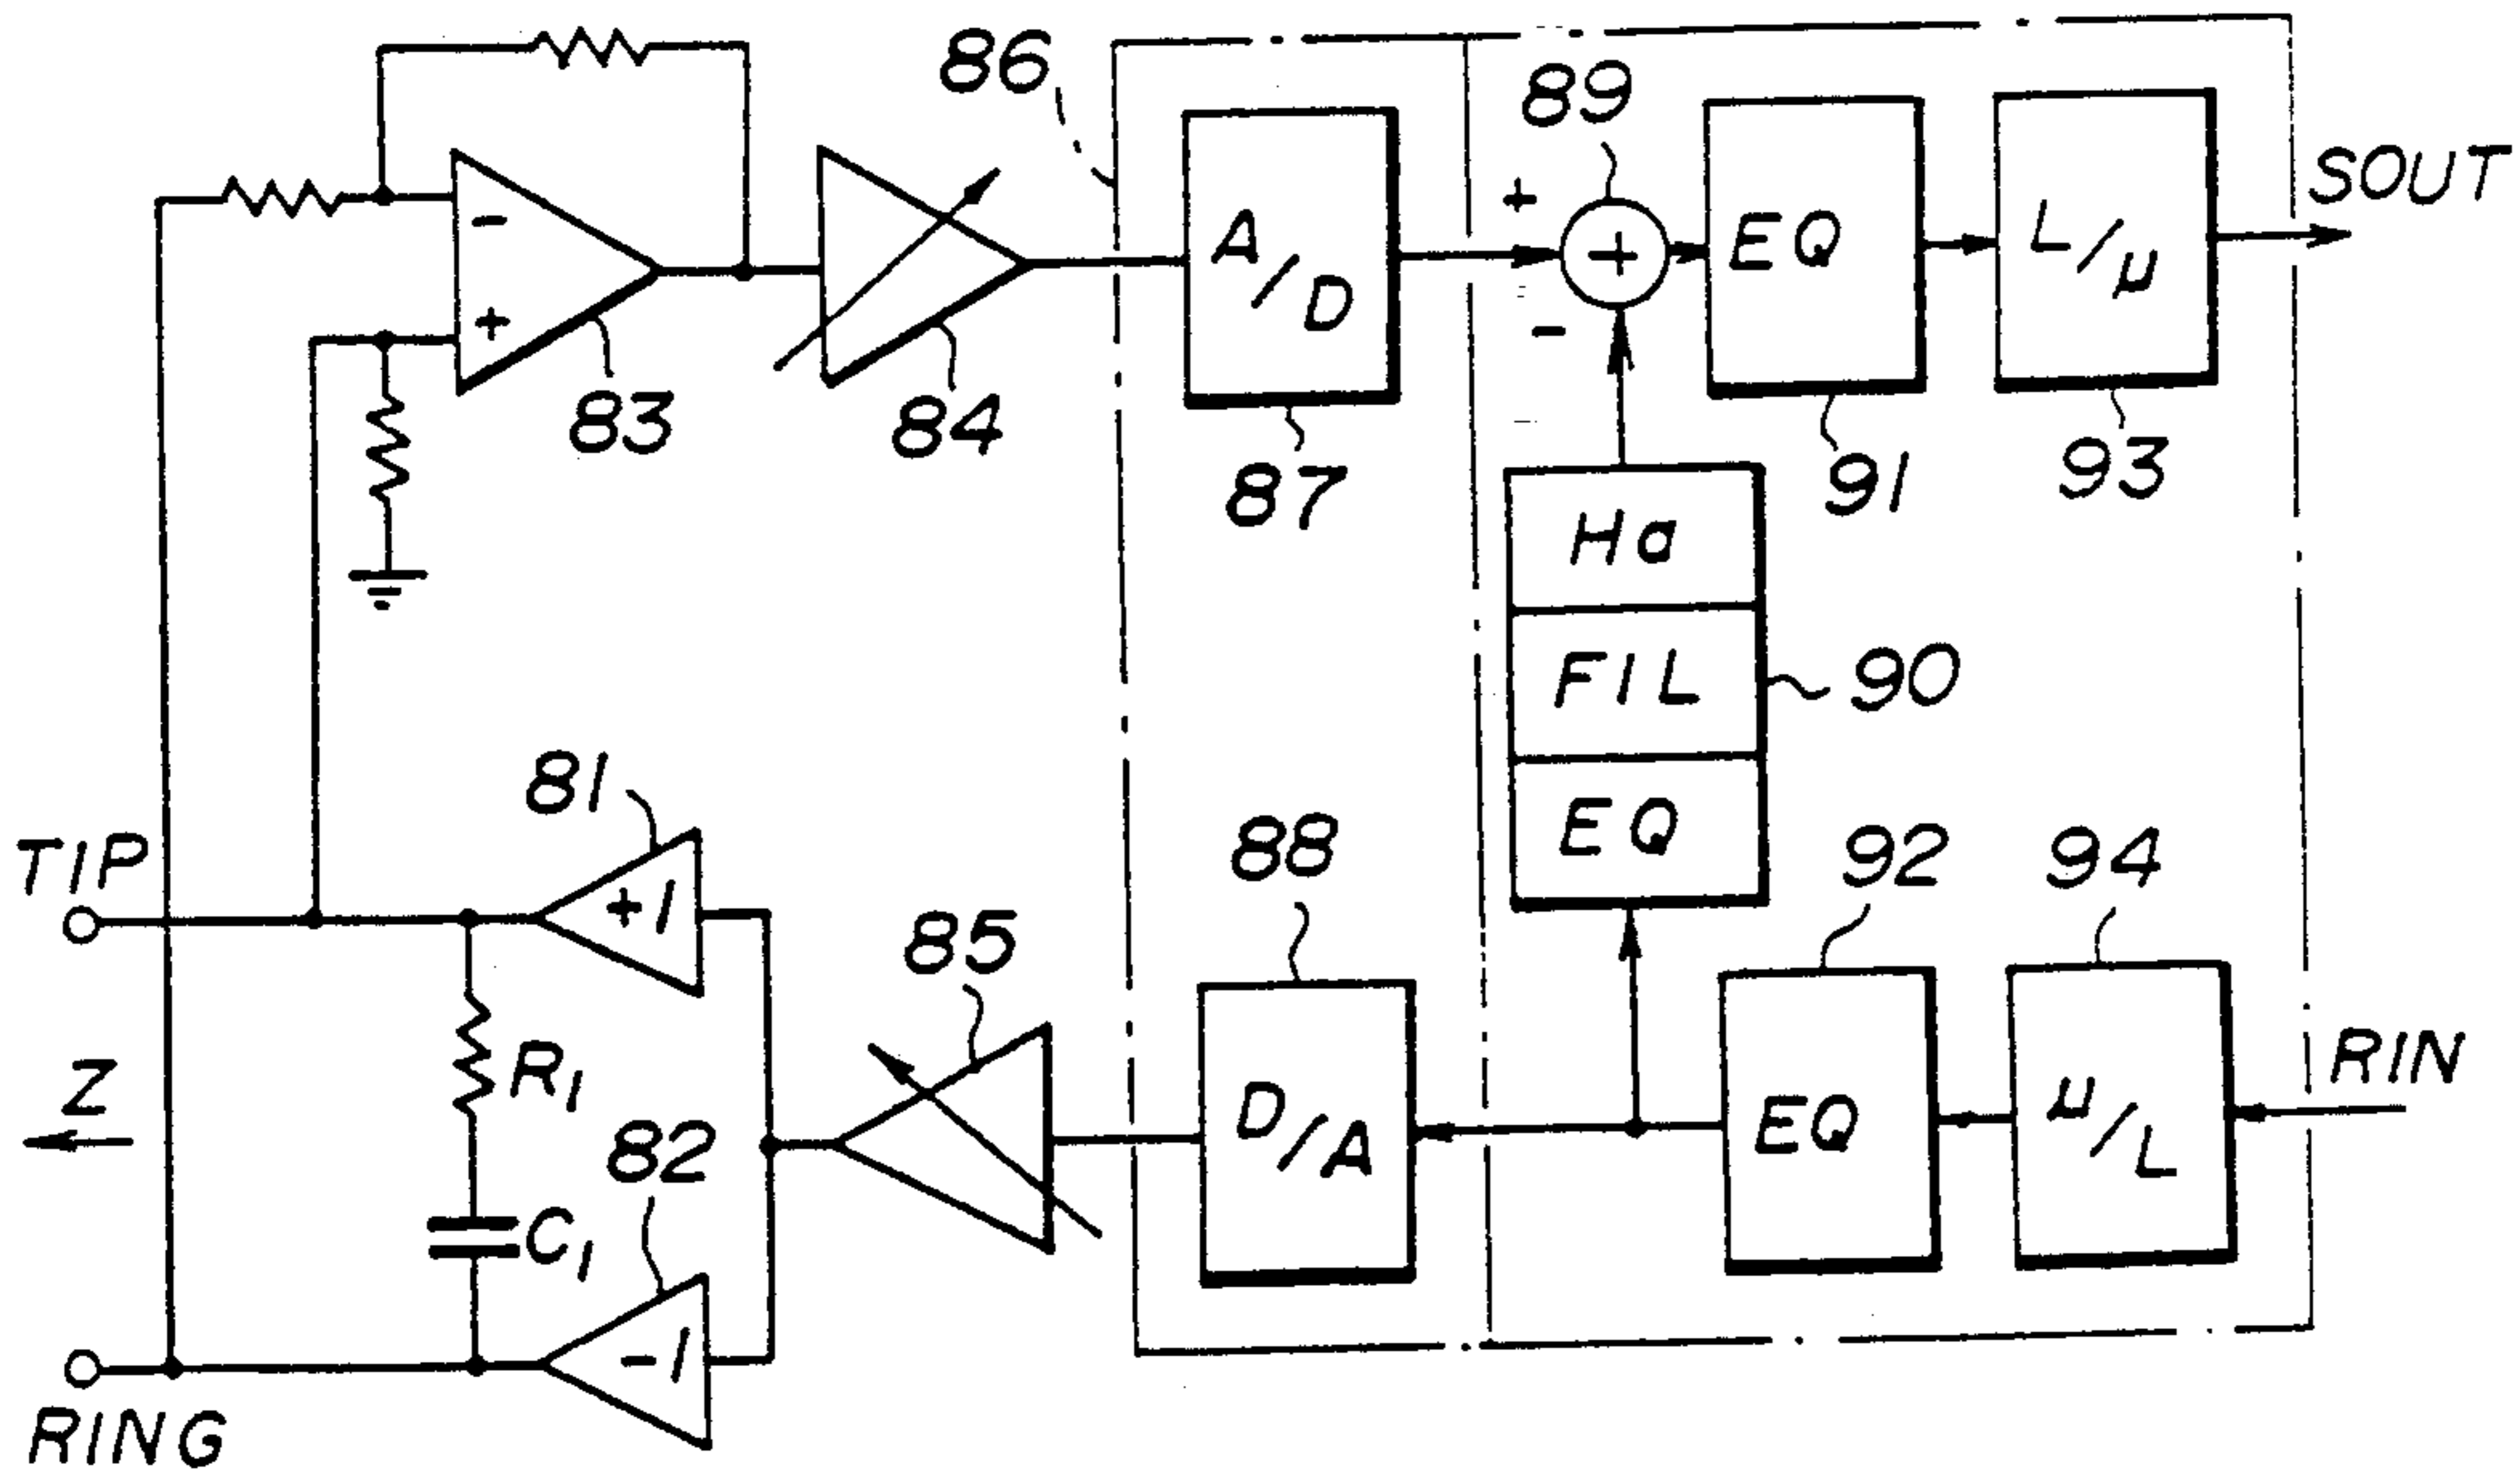 86
89
SOUT
-
+
83
84
A/D
87
+
-
+
EQ
91
L/μ
93
Ha
FIL
EQ
90
TIP
81
+1
85
88
92
94
Z
R1
C1
82
-1
D/A
EQ
μ/L
RIN
RING